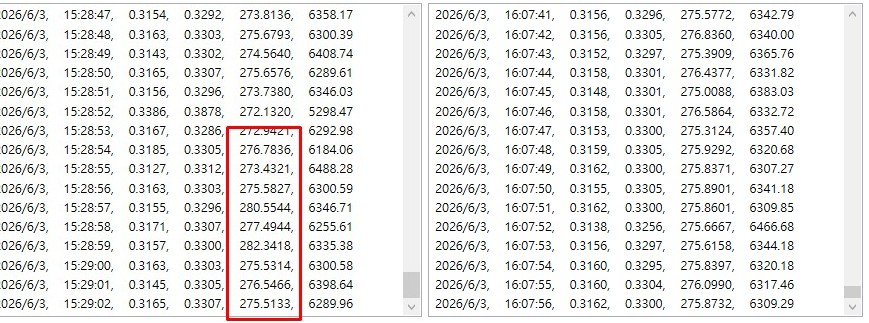 2026/6/3, 15:28:47, 0.3154, 0.3292, 273.8136, 6358.17
2026/6/3, 15:28:48, 0.3163, 0.3303, 275.6793, 6300.39
2026/6/3, 15:28:49, 0.3143, 0.3302, 274.5640, 6408.74
2026/6/3, 15:28:50, 0.3165, 0.3307, 275.6576, 6289.61
2026/6/3, 15:28:51, 0.3156, 0.3296, 273.7380, 6346.03
2026/6/3, 15:28:52, 0.3386, 0.3878, 272.1320, 5298.47
2026/6/3, 15:28:53, 0.3167, 0.3286, 272.9421, 6292.98
2026/6/3, 15:28:54, 0.3185, 0.3305, 276.7836, 6184.06
2026/6/3, 15:28:55, 0.3127, 0.3312, 273.4321, 6488.28
2026/6/3, 15:28:56, 0.3163, 0.3303, 275.5827, 6300.59
2026/6/3, 15:28:57, 0.3155, 0.3296, 280.5544, 6346.71
2026/6/3, 15:28:58, 0.3171, 0.3307, 277.4944, 6255.61
2026/6/3, 15:28:59, 0.3157, 0.3300, 282.3418, 6335.38
2026/6/3, 15:29:00, 0.3163, 0.3303, 275.5314, 6300.58
2026/6/3, 15:29:01, 0.3145, 0.3305, 276.5466, 6398.64
2026/6/3, 15:29:02, 0.3165, 0.3307, 275.5133, 6289.96
2026/6/3, 16:07:41, 0.3156, 0.3296, 275.5772, 6342.79
2026/6/3, 16:07:42, 0.3156, 0.3305, 276.8360, 6340.00
2026/6/3, 16:07:43, 0.3152, 0.3297, 275.3909, 6365.76
2026/6/3, 16:07:44, 0.3158, 0.3301, 276.4377, 6331.82
2026/6/3, 16:07:45, 0.3148, 0.3301, 275.0088, 6383.03
2026/6/3, 16:07:46, 0.3158, 0.3301, 276.5864, 6332.72
2026/6/3, 16:07:47, 0.3153, 0.3300, 275.3124, 6357.40
2026/6/3, 16:07:48, 0.3159, 0.3305, 275.9292, 6320.68
2026/6/3, 16:07:49, 0.3162, 0.3300, 275.8371, 6307.27
2026/6/3, 16:07:50, 0.3155, 0.3305, 275.8901, 6341.18
2026/6/3, 16:07:51, 0.3162, 0.3300, 275.8601, 6309.85
2026/6/3, 16:07:52, 0.3138, 0.3256, 275.6667, 6466.68
2026/6/3, 16:07:53, 0.3156, 0.3297, 275.6158, 6344.18
2026/6/3, 16:07:54, 0.3160, 0.3295, 275.8397, 6320.18
2026/6/3, 16:07:55, 0.3160, 0.3304, 276.0990, 6317.46
2026/6/3, 16:07:56, 0.3162, 0.3300, 275.8732, 6309.29